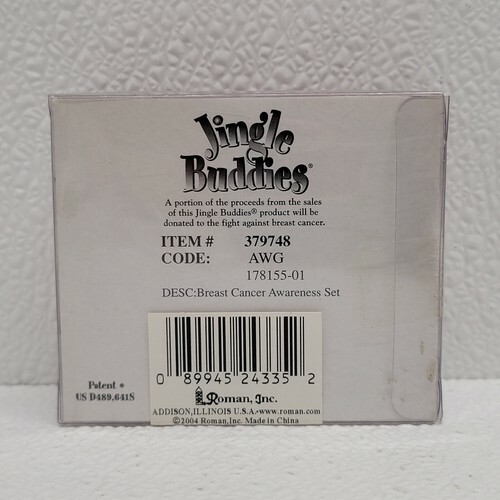 Jingle
Buddies®
A portion of the proceeds from the sales
of this Jingle Buddies® product will be
donated to the fight against breast cancer.
ITEM # 379748
CODE: AWG
178155-01
DESC:Breast Cancer Awareness Set
0 89945 24335 2
Roman, Inc.
ADDISON, ILLINOIS U.S.A.·www.roman.com
©2004 Roman, Inc. Made in China
Patent •
US D489,641S